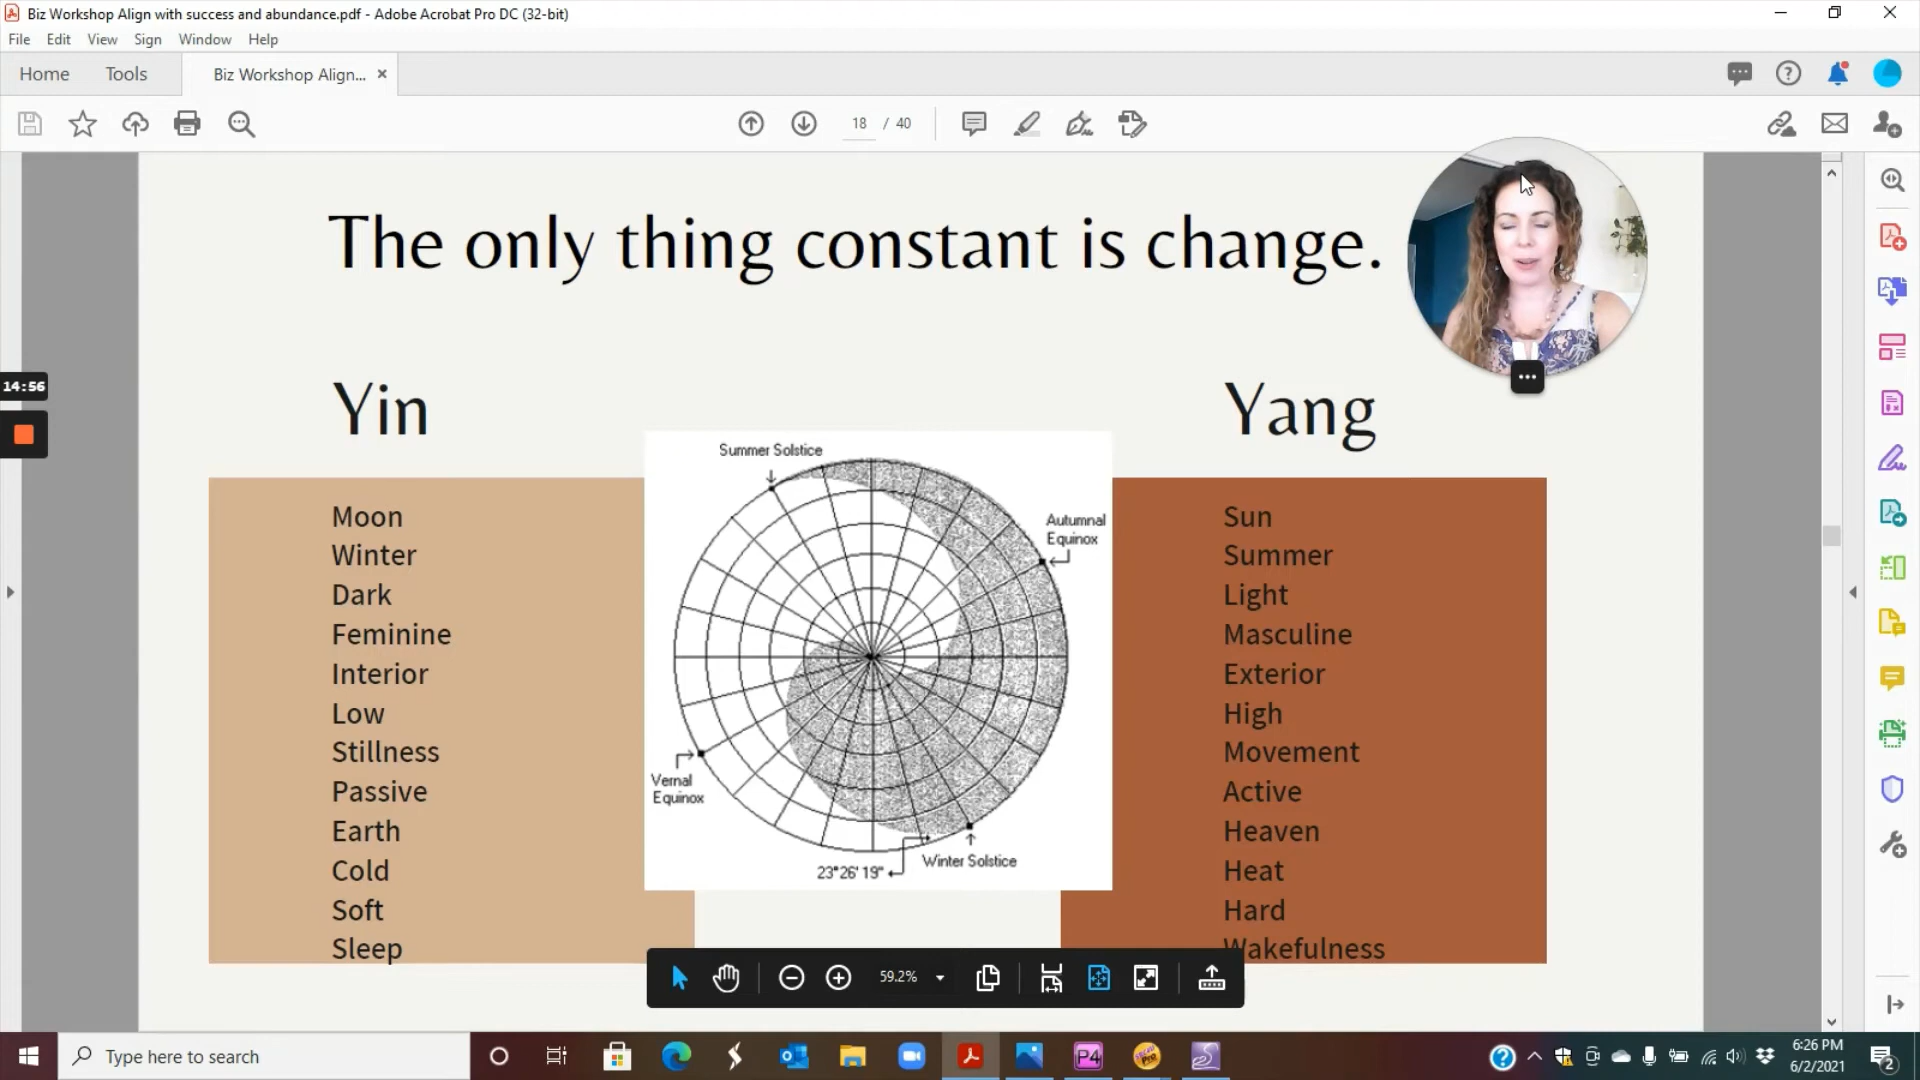 Biz Workshop Align with success and abundance.pdf - Adobe Acrobat Pro DC (32-bit)
File Edit View Sign Window Help
Home Tools Biz Workshop Align... ×
18 / 40
The only thing constant is change.
14:56
Yin
Yang
Moon
Winter
Dark
Feminine
Interior
Low
Stillness
Passive
Earth
Cold
Soft
Sleep
Summer Solstice
Autumnal
Equinox
Vernal
Equinox
Winter Solstice
23°26'19"
Sun
Summer
Light
Masculine
Exterior
High
Movement
Active
Heaven
Heat
Hard
Wakefulness
59.2%
Type here to search
P4
6:26 PM
6/2/2021
2